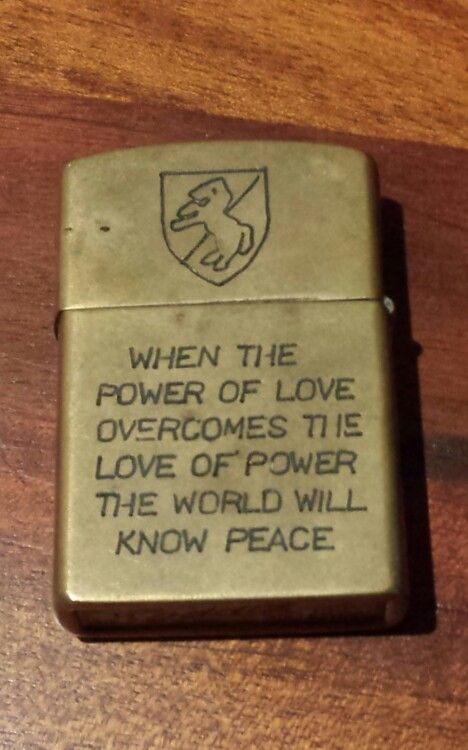 WHEN THE
POWER OF LOVE
OVERCOMES THE
LOVE OF POWER
THE WORLD WILL
KNOW PEACE